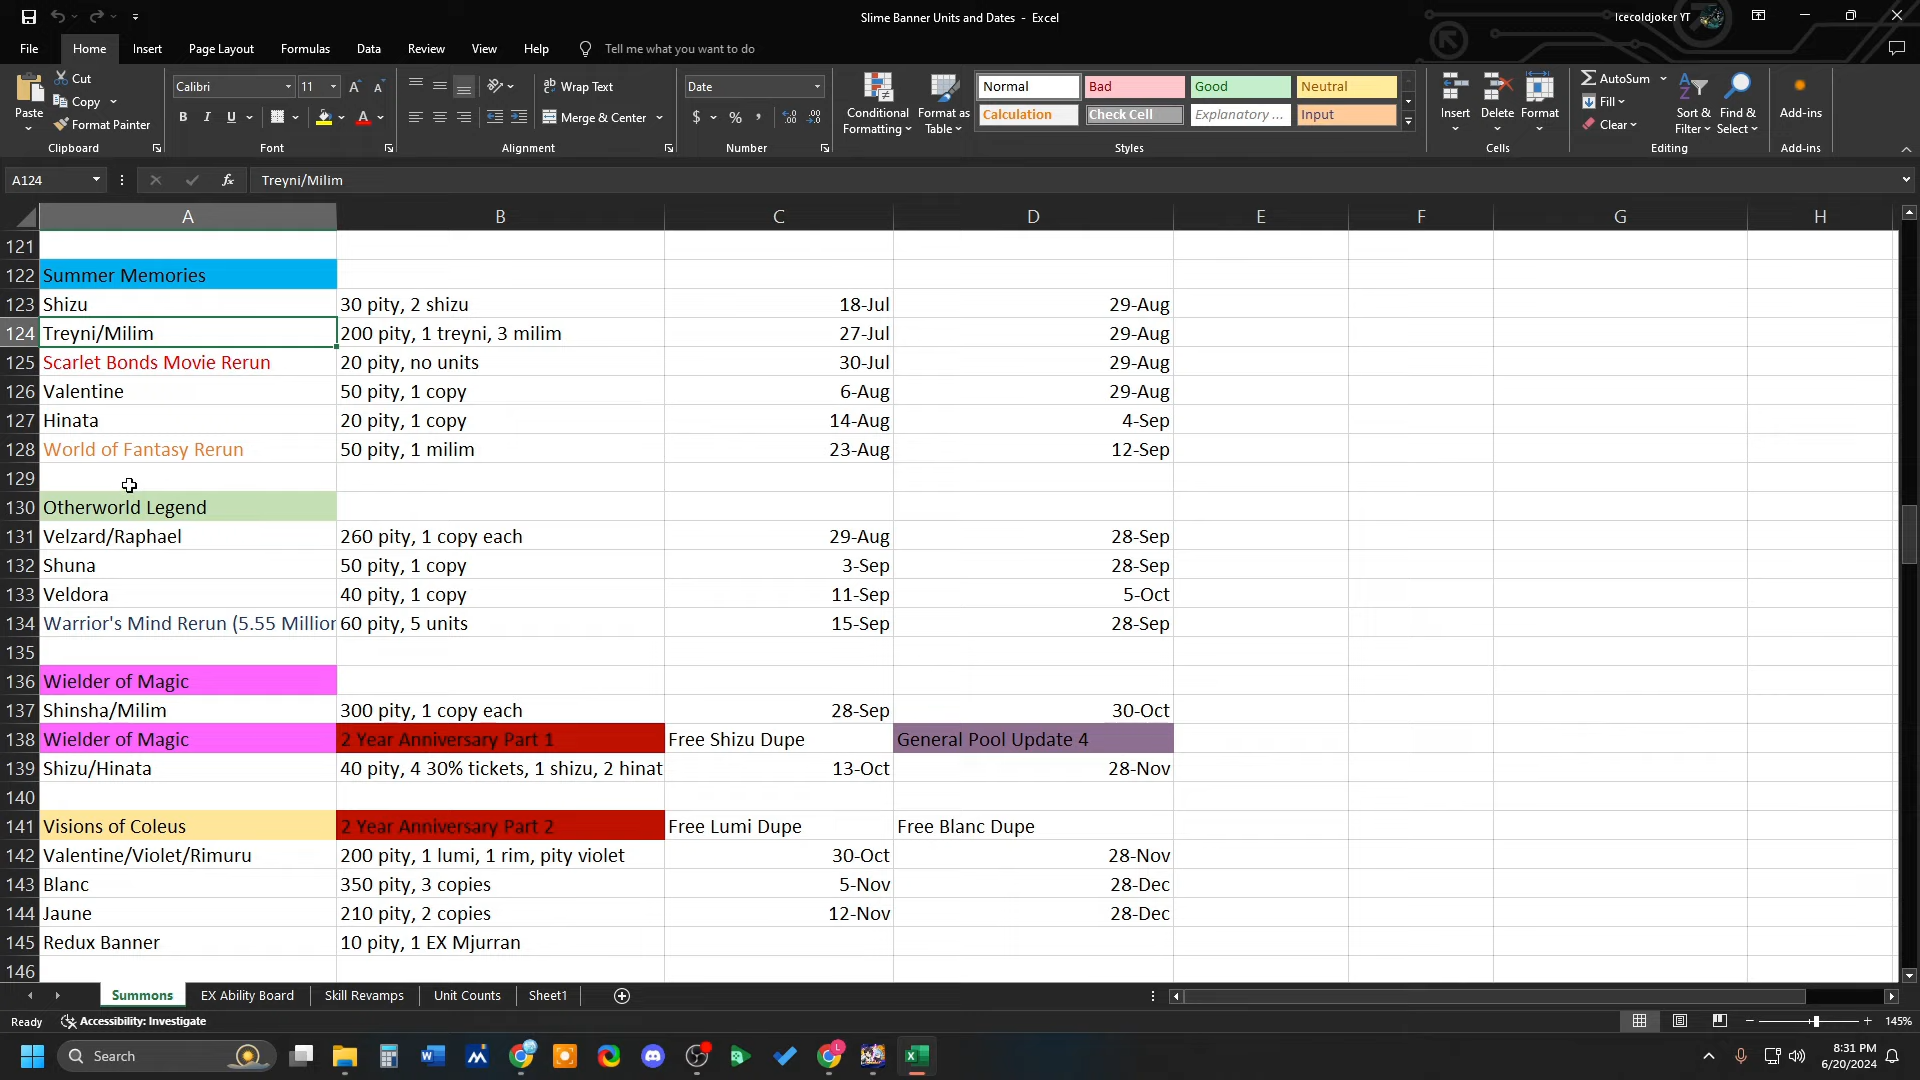 Slime Banner Units and Dates - Excel
Icecoldjoker YT
File Home Insert Page Layout Formulas Data Review View Help Tell me what you want to do
Paste Cut Copy Format Painter Clipboard
Calibri 11 A A B I U A Font
Wrap Text Merge & Center Alignment
Date $ % , Number
Conditional Formatting Format as Table
Normal Bad Good Neutral
Calculation Check Cell Explanatory ... Input
Styles
Insert Delete Format Cells
AutoSum Fill Clear Sort & Filter Find & Select Editing
Add-ins Add-ins
A124 fx Treyni/Milim
A B C D E F G H
121
122 Summer Memories
123 Shizu 30 pity, 2 shizu 18-Jul 29-Aug
124 Treyni/Milim 200 pity, 1 treyni, 3 milim 27-Jul 29-Aug
125 Scarlet Bonds Movie Rerun 20 pity, no units 30-Jul 29-Aug
126 Valentine 50 pity, 1 copy 6-Aug 29-Aug
127 Hinata 20 pity, 1 copy 14-Aug 4-Sep
128 World of Fantasy Rerun 50 pity, 1 milim 23-Aug 12-Sep
129
130 Otherworld Legend
131 Velzard/Raphael 260 pity, 1 copy each 29-Aug 28-Sep
132 Shuna 50 pity, 1 copy 3-Sep 28-Sep
133 Veldora 40 pity, 1 copy 11-Sep 5-Oct
134 Warrior's Mind Rerun (5.55 Million 60 pity, 5 units 15-Sep 28-Sep
135
136 Wielder of Magic
137 Shinsha/Milim 300 pity, 1 copy each 28-Sep 30-Oct
138 Wielder of Magic 2 Year Anniversary Part 1 Free Shizu Dupe General Pool Update 4
139 Shizu/Hinata 40 pity, 4 30% tickets, 1 shizu, 2 hinat 13-Oct 28-Nov
140
141 Visions of Coleus 2 Year Anniversary Part 2 Free Lumi Dupe Free Blanc Dupe
142 Valentine/Violet/Rimuru 200 pity, 1 lumi, 1 rim, pity violet 30-Oct 28-Nov
143 Blanc 350 pity, 3 copies 5-Nov 28-Dec
144 Jaune 210 pity, 2 copies 12-Nov 28-Dec
145 Redux Banner 10 pity, 1 EX Mjurran
146
Summons EX Ability Board Skill Revamps Unit Counts Sheet1
Ready Accessibility: Investigate 145%
Search 8:31 PM
6/20/2024